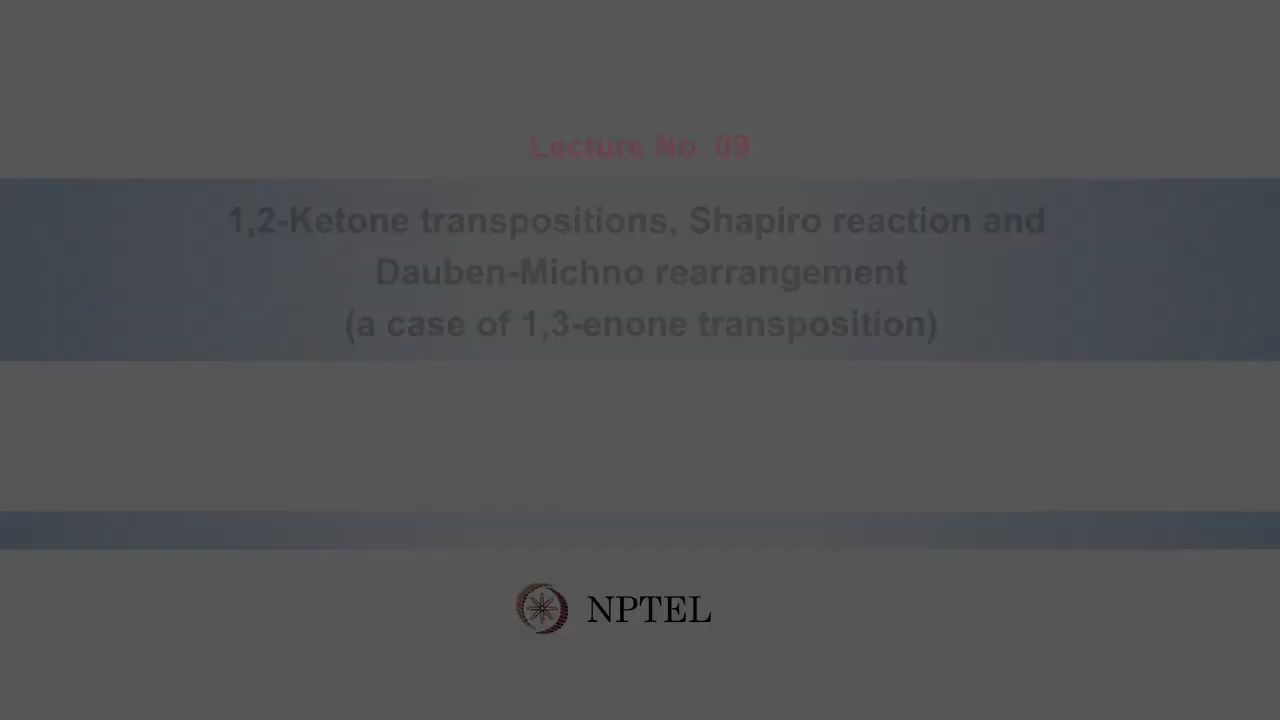 Lecture No. 09
1,2-Ketone transpositions, Shapiro reaction and
Dauben-Michno rearrangement
(a case of 1,3-enone transposition)
NPTEL